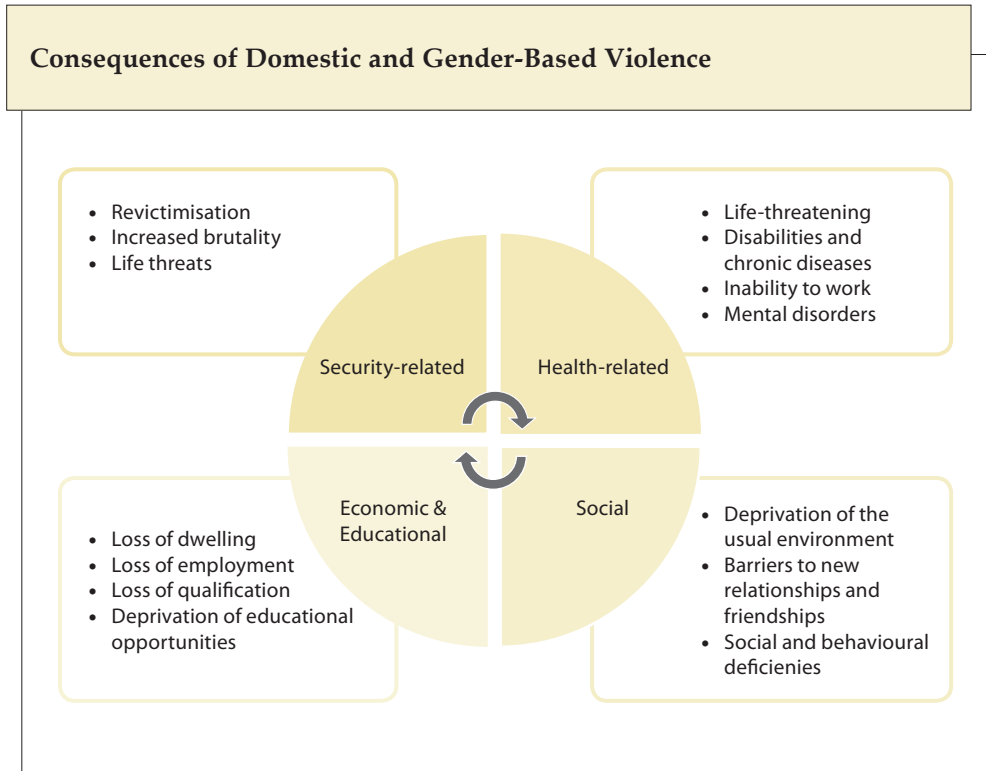 Consequences of Domestic and Gender-Based Violence
• Revictimisation
• Increased brutality
• Life threats
• Life-threatening
• Disabilities and
chronic diseases
• Inability to work
• Mental disorders
Security-related
Health-related
Economic &
Educational
Social
• Loss of dwelling
• Loss of employment
• Loss of qualification
• Deprivation of educational
opportunities
• Deprivation of the
usual environment
• Barriers to new
relationships and
friendships
• Social and behavioural
deficienies